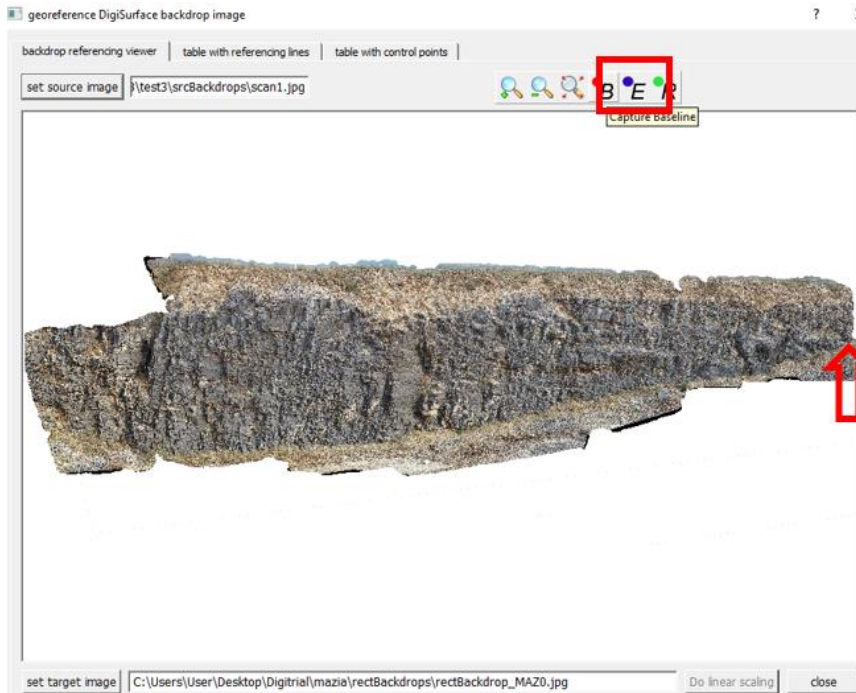 georeference DigiSurface backdrop image ?
backdrop referencing viewer table with referencing lines table with control points
set source image \test3\srcBackdrops\scan1.jpg B E R
Capture Baseline
set target image C:\Users\User\Desktop\Digitrial\mazia\rectBackdrops\rectBackdrop_MAZ0.jpg Do linear scaling close